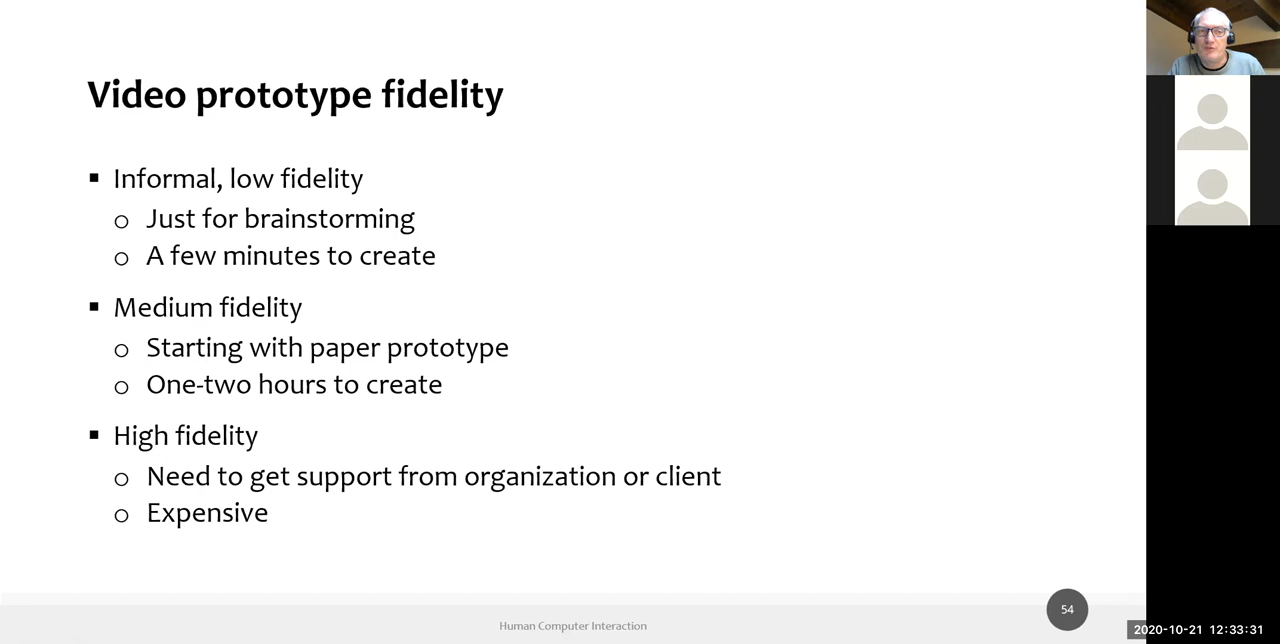 Video prototype fidelity
▪ Informal, low fidelity
o Just for brainstorming
o A few minutes to create
▪ Medium fidelity
o Starting with paper prototype
o One-two hours to create
▪ High fidelity
o Need to get support from organization or client
o Expensive
54
Human Computer Interaction
2020-10-21 12:33:31